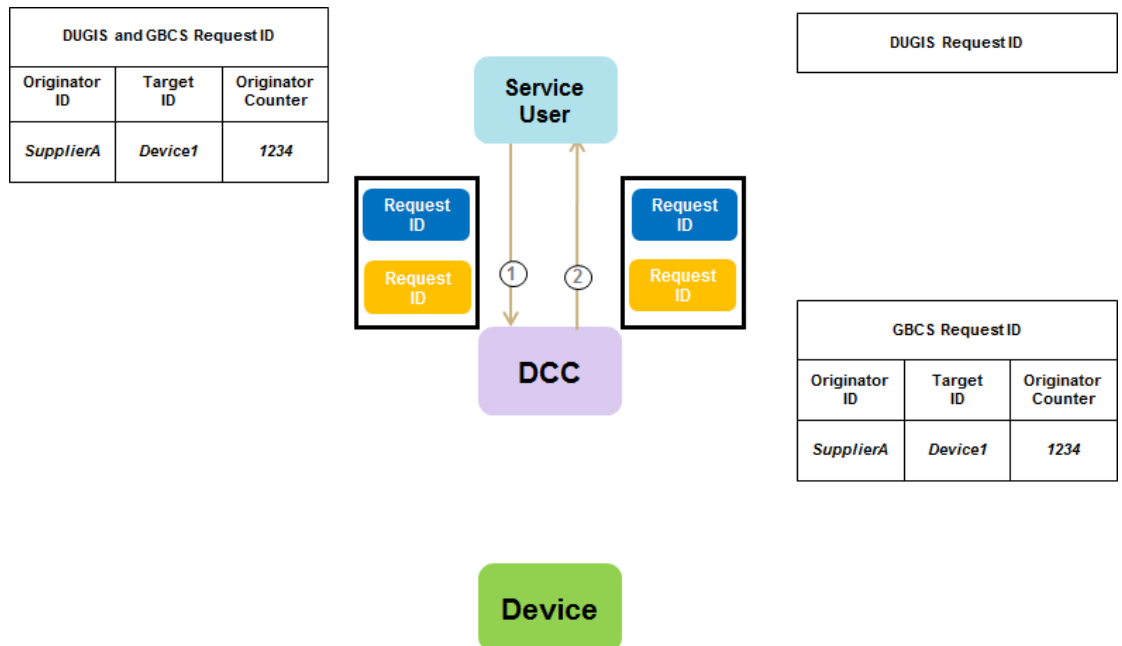 DUGIS and GBCS Request ID
Originator
ID
Target
ID
Originator
Counter
SupplierA
Device1
1234
Service
User
DUGIS Request ID
Request
ID
Request
ID
1
2
Request
ID
Request
ID
DCC
GBCS Request ID
Originator
ID
Target
ID
Originator
Counter
SupplierA
Device1
1234
Device